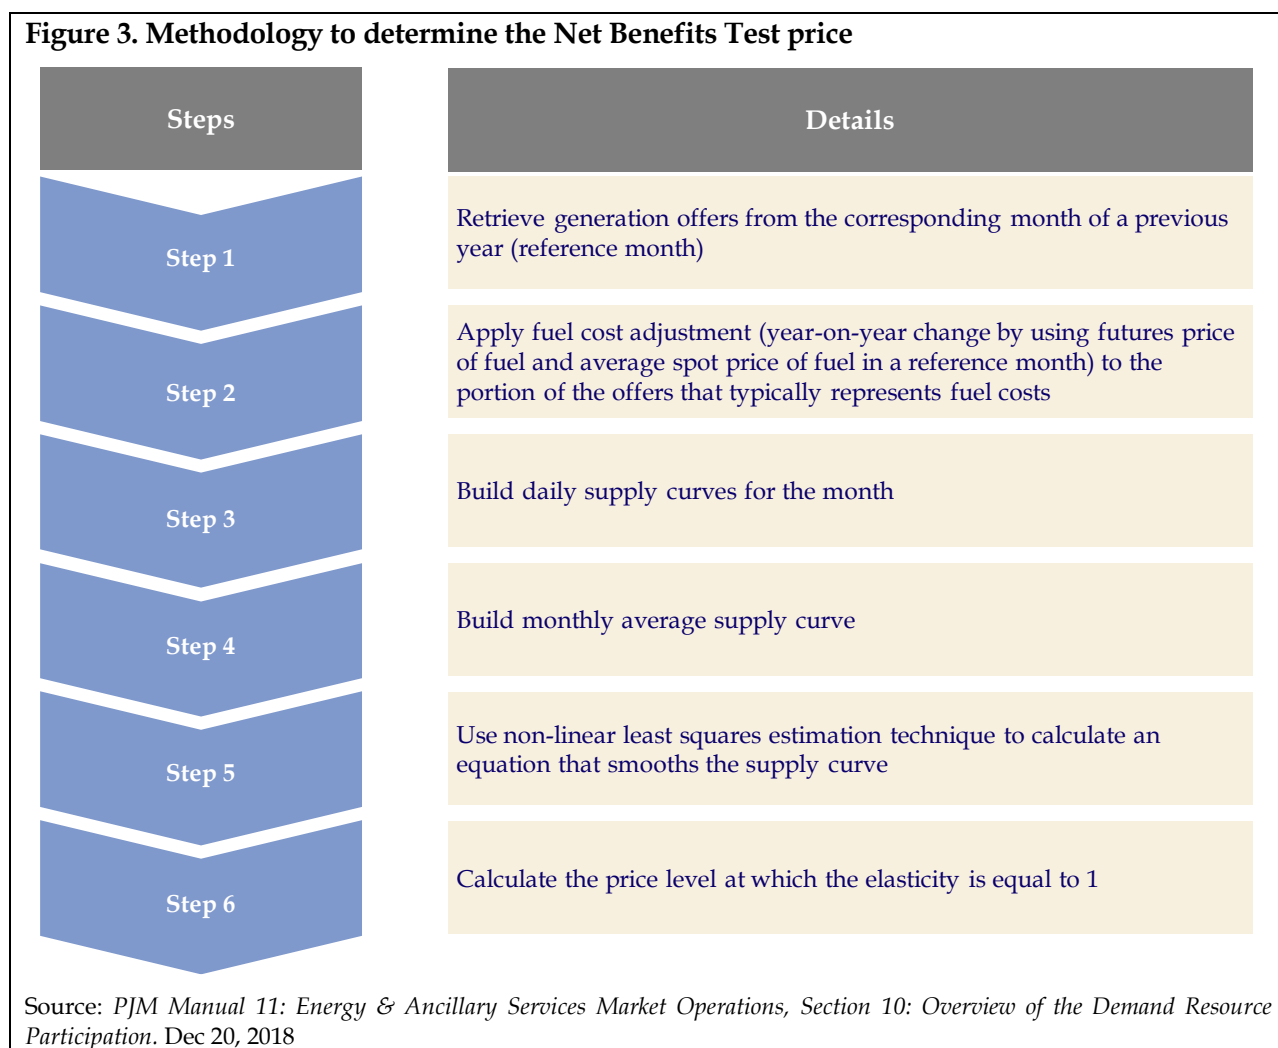 Figure 3. Methodology to determine the Net Benefits Test price
Steps
Details
Step 1
Retrieve generation offers from the corresponding month of a previous
year (reference month)
Step 2
Apply fuel cost adjustment (year-on-year change by using futures price
of fuel and average spot price of fuel in a reference month) to the
portion of the offers that typically represents fuel costs
Step 3
Build daily supply curves for the month
Step 4
Build monthly average supply curve
Step 5
Use non-linear least squares estimation technique to calculate an
equation that smooths the supply curve
Step 6
Calculate the price level at which the elasticity is equal to 1
Source: PJM Manual 11: Energy & Ancillary Services Market Operations, Section 10: Overview of the Demand Resource
Participation. Dec 20, 2018